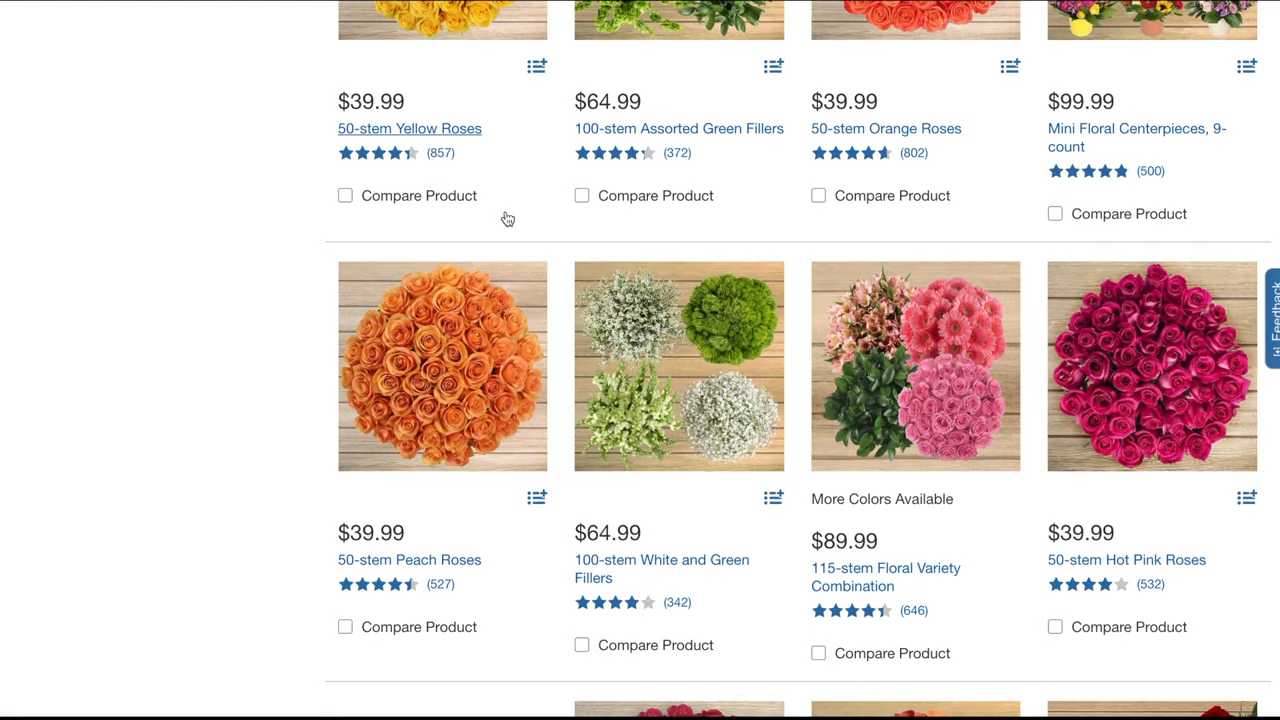 $39.99
50-stem Yellow Roses
(857)
Compare Product
$64.99
100-stem Assorted Green Fillers
(372)
Compare Product
$39.99
50-stem Orange Roses
(802)
Compare Product
$99.99
Mini Floral Centerpieces, 9-
count
(500)
Compare Product
$39.99
50-stem Peach Roses
(527)
Compare Product
$64.99
100-stem White and Green
Fillers
(342)
Compare Product
More Colors Available
$89.99
115-stem Floral Variety
Combination
(646)
Compare Product
$39.99
50-stem Hot Pink Roses
(532)
Compare Product
Feedback